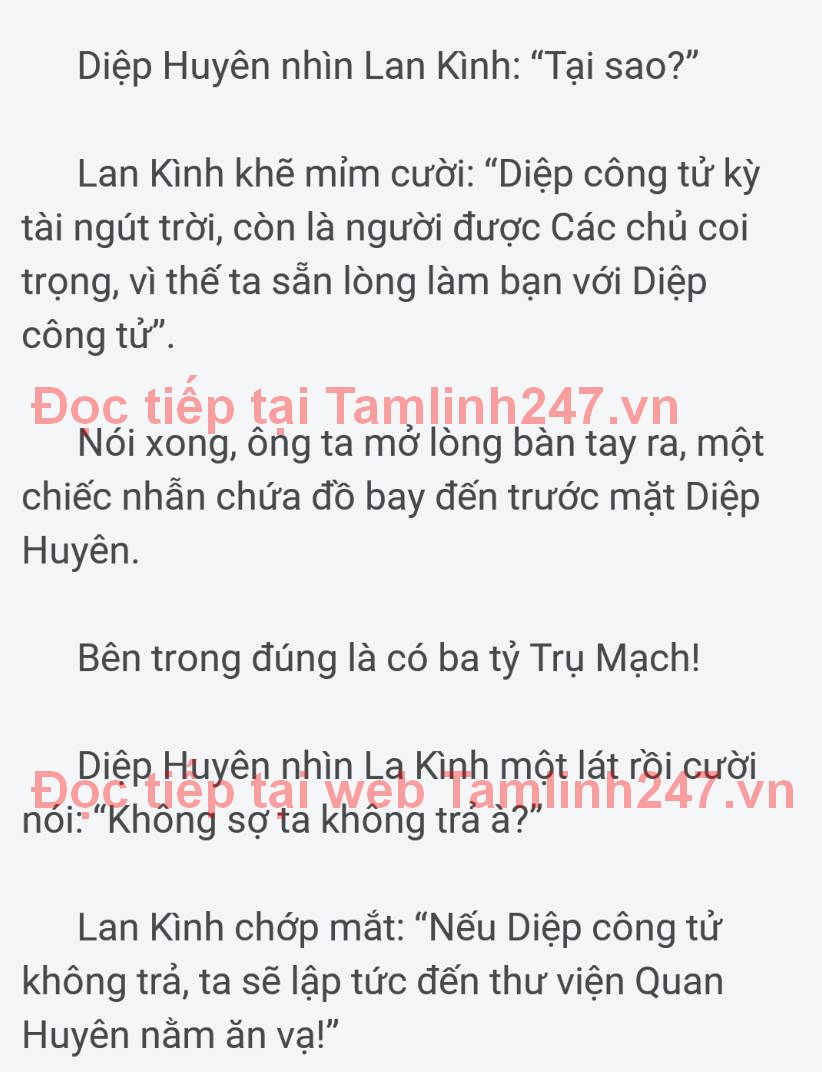 Diệp Huyên nhìn Lan Kình: “Tại sao?”
Lan Kình khẽ mỉm cười: “Diệp công tử kỳ
tài ngút trời, còn là người được Các chủ coi
trọng, vì thế ta sẵn lòng làm bạn với Diệp
công tử”.
Đọc tiếp tại Tamlinh247.vn
Nói xong, ông ta mở lòng bàn tay ra, một
chiếc nhẫn chứa đồ bay đến trước mặt Diệp
Huyên.
Bên trong đúng là có ba tỷ Trụ Mạch!
Diệp Huyên nhìn La Kình một lát rồi cười
Đọc tiếp tại web Tamlinh247.vn
nói: “Không sợ ta không trả à?”
Lan Kình chớp mắt: “Nếu Diệp công tử
không trả, ta sẽ lập tức đến thư viện Quan
Huyên nằm ăn vạ!”